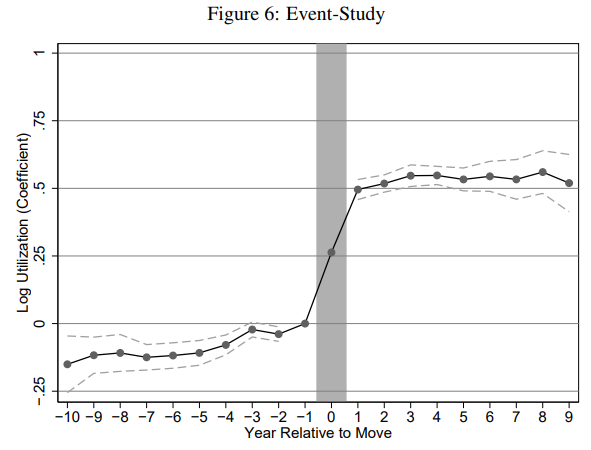 Figure 6: Event-Study
Log Utilization (Coefficient)
1
.75
.5
.25
0
−.25
−10 −9 −8 −7 −6 −5 −4 −3 −2 −1 0 1 2 3 4 5 6 7 8 9
Year Relative to Move